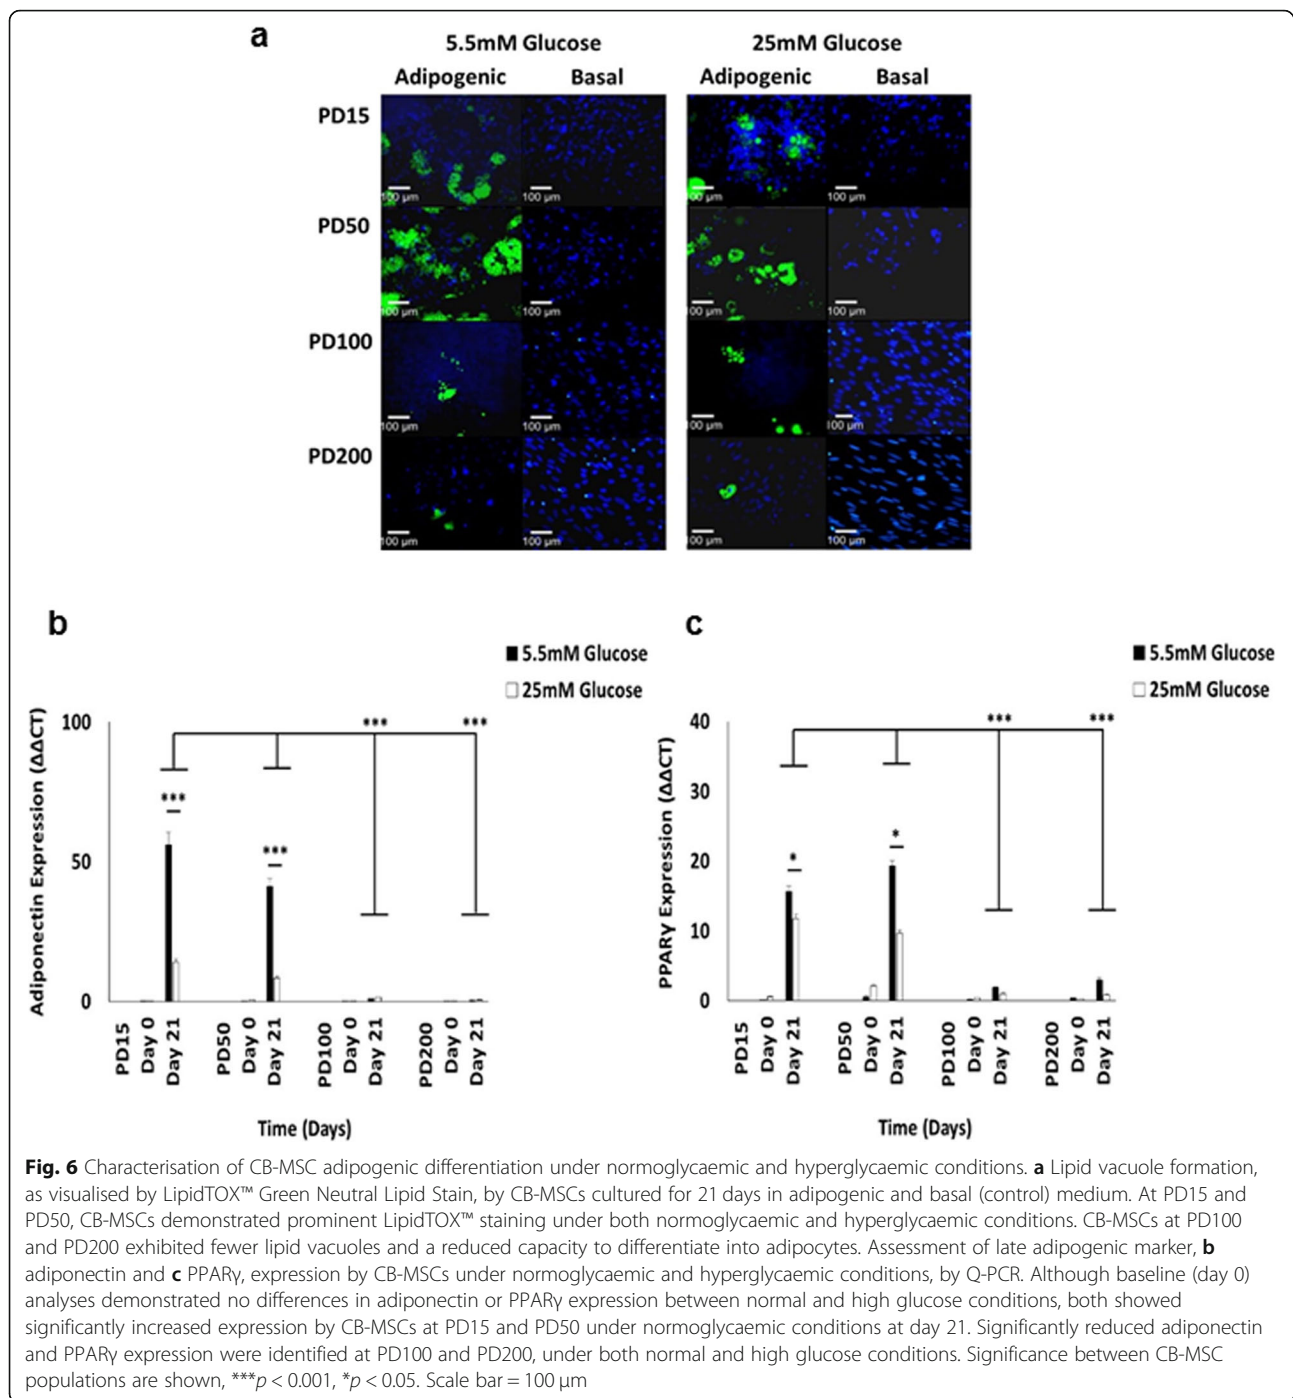 a
5.5mM Glucose
25mM Glucose
Adipogenic
Basal
Adipogenic
Basal
PD15
100 µm
100 µm
100 µm
100 µm
PD50
100 µm
100 µm
100 µm
100 µm
PD100
100 µm
100 µm
100 µm
100 µm
PD200
100 µm
100 µm
100 µm
100 µm
b
5.5mM Glucose
25mM Glucose
Adiponectin Expression (ΔΔCT)
100
50
0
***
***
***
***
PD15
Day 0
Day 21
PD50
Day 0
Day 21
PD100
Day 0
Day 21
PD200
Day 0
Day 21
Time (Days)
c
5.5mM Glucose
25mM Glucose
PPARγ Expression (ΔΔCT)
40
30
20
10
0
*
*
***
***
PD15
Day 0
Day 21
PD50
Day 0
Day 21
PD100
Day 0
Day 21
PD200
Day 0
Day 21
Time (Days)
Fig. 6 Characterisation of CB-MSC adipogenic differentiation under normoglycaemic and hyperglycaemic conditions. a Lipid vacuole formation,
as visualised by LipidTOX™ Green Neutral Lipid Stain, by CB-MSCs cultured for 21 days in adipogenic and basal (control) medium. At PD15 and
PD50, CB-MSCs demonstrated prominent LipidTOX™ staining under both normoglycaemic and hyperglycaemic conditions. CB-MSCs at PD100
and PD200 exhibited fewer lipid vacuoles and a reduced capacity to differentiate into adipocytes. Assessment of late adipogenic marker, b
adiponectin and c PPARγ, expression by CB-MSCs under normoglycaemic and hyperglycaemic conditions, by Q-PCR. Although baseline (day 0)
analyses demonstrated no differences in adiponectin or PPARγ expression between normal and high glucose conditions, both showed
significantly increased expression by CB-MSCs at PD15 and PD50 under normoglycaemic conditions at day 21. Significantly reduced adiponectin
and PPARγ expression were identified at PD100 and PD200, under both normal and high glucose conditions. Significance between CB-MSC
populations are shown, ***p < 0.001, *p < 0.05. Scale bar = 100 µm